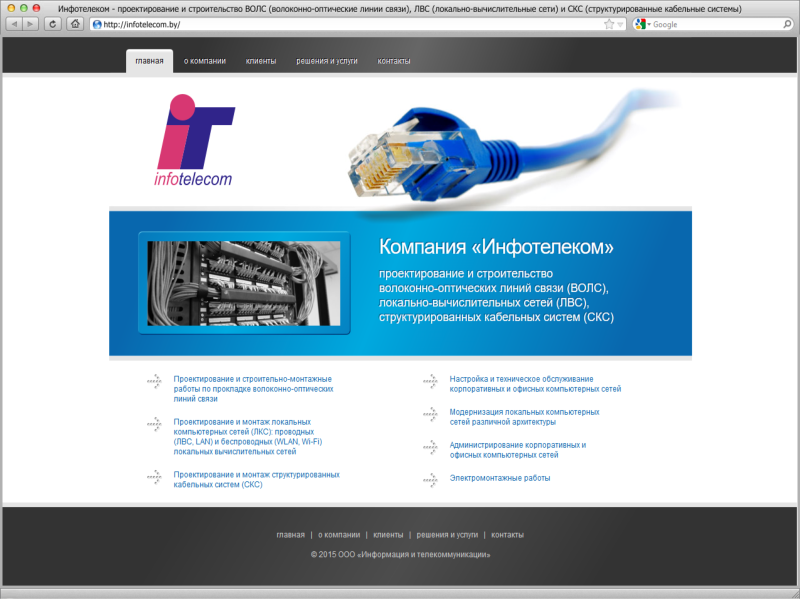 Инфотелеком - проектирование и строительство ВОЛС (волоконно-оптические линии связи), ЛВС (локально-вычислительные сети) и СКС (структурированные кабельные системы)
http://infotelecom.by/
Google
главная о компании клиенты решения и услуги контакты
iT
infotelecom
Компания «Инфотелеком»
проектирование и строительство
волоконно-оптических линий связи (ВОЛС),
локально-вычислительных сетей (ЛВС),
структурированных кабельных систем (СКС)
Проектирование и строительно-монтажные
работы по прокладке волоконно-оптических
линий связи
Проектирование и монтаж локальных
компьютерных сетей (ЛКС): проводных
(ЛВС, LAN) и беспроводных (WLAN, Wi-Fi)
локальных вычислительных сетей
Проектирование и монтаж структурированных
кабельных систем (СКС)
Настройка и техническое обслуживание
корпоративных и офисных компьютерных сетей
Модернизация локальных компьютерных
сетей различной архитектуры
Администрирование корпоративных и
офисных компьютерных сетей
Электромонтажные работы
главная | о компании | клиенты | решения и услуги | контакты
© 2015 ООО «Информация и телекоммуникации»